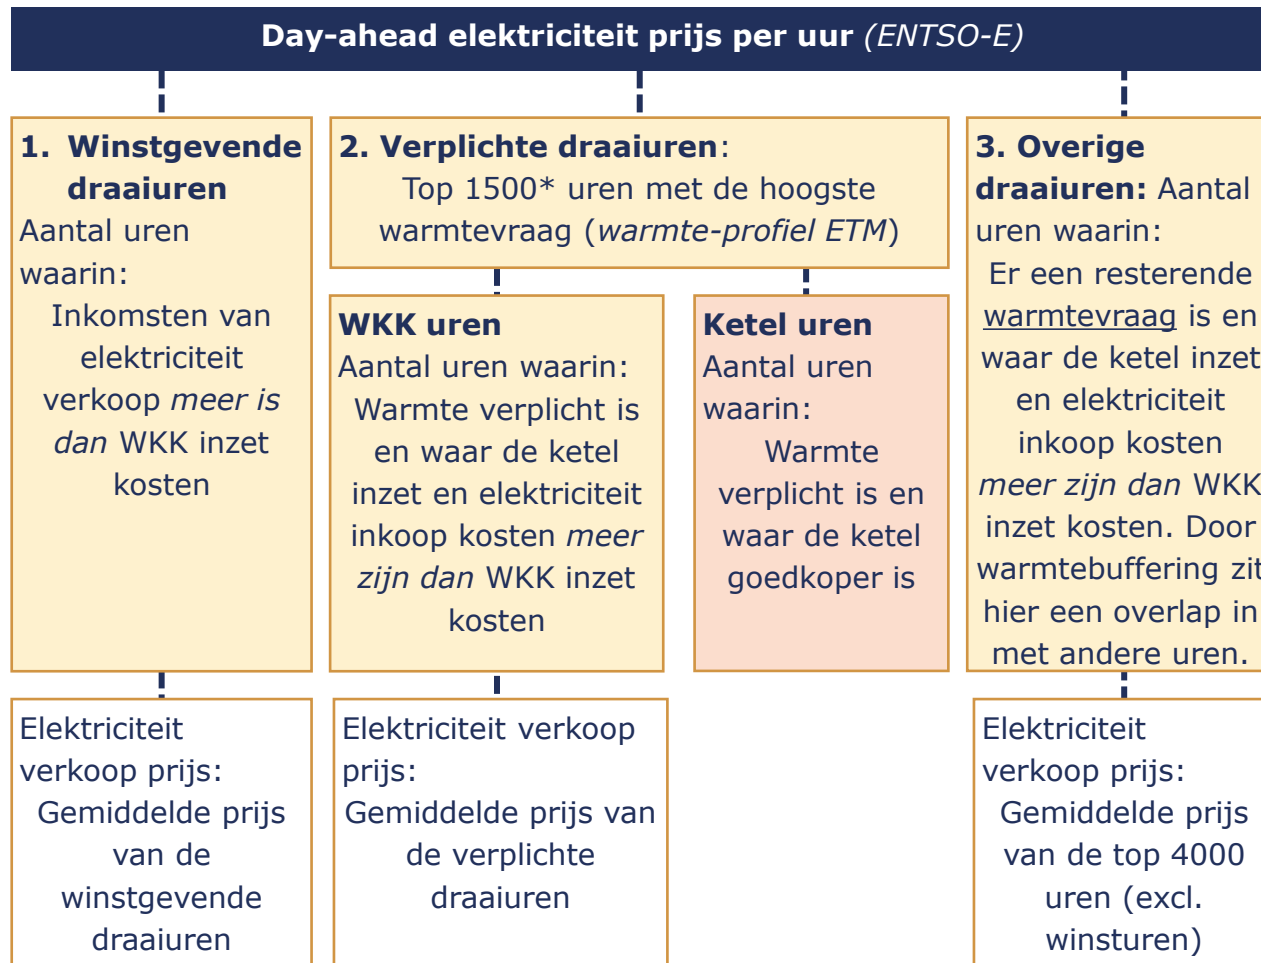 Day-ahead elektriciteit prijs per uur (ENTSO-E)
1. Winstgevende
draaiuren
Aantal uren
waarin:
Inkomsten van
elektriciteit
verkoop meer is
dan WKK inzet
kosten
2. Verplichte draaiuren:
Top 1500* uren met de hoogste
warmtevraag (warmte-profiel ETM)
WKK uren
Aantal uren waarin:
Warmte verplicht is
en waar de ketel
inzet en elektriciteit
inkoop kosten meer
zijn dan WKK inzet
kosten
Ketel uren
Aantal uren
waarin:
Warmte
verplicht is en
waar de ketel
goedkoper is
3. Overige
draaiuren: Aantal
uren waarin:
Er een resterende
warmtevraag is en
waar de ketel inzet
en elektriciteit
inkoop kosten
meer zijn dan WKK
inzet kosten. Door
warmtebuffering zit
hier een overlap in
met andere uren.
Elektriciteit
verkoop prijs:
Gemiddelde prijs
van de
winstgevende
draaiuren
Elektriciteit verkoop
prijs:
Gemiddelde prijs van
de verplichte
draaiuren
Elektriciteit
verkoop prijs:
Gemiddelde prijs
van de top 4000
uren (excl.
winsturen)